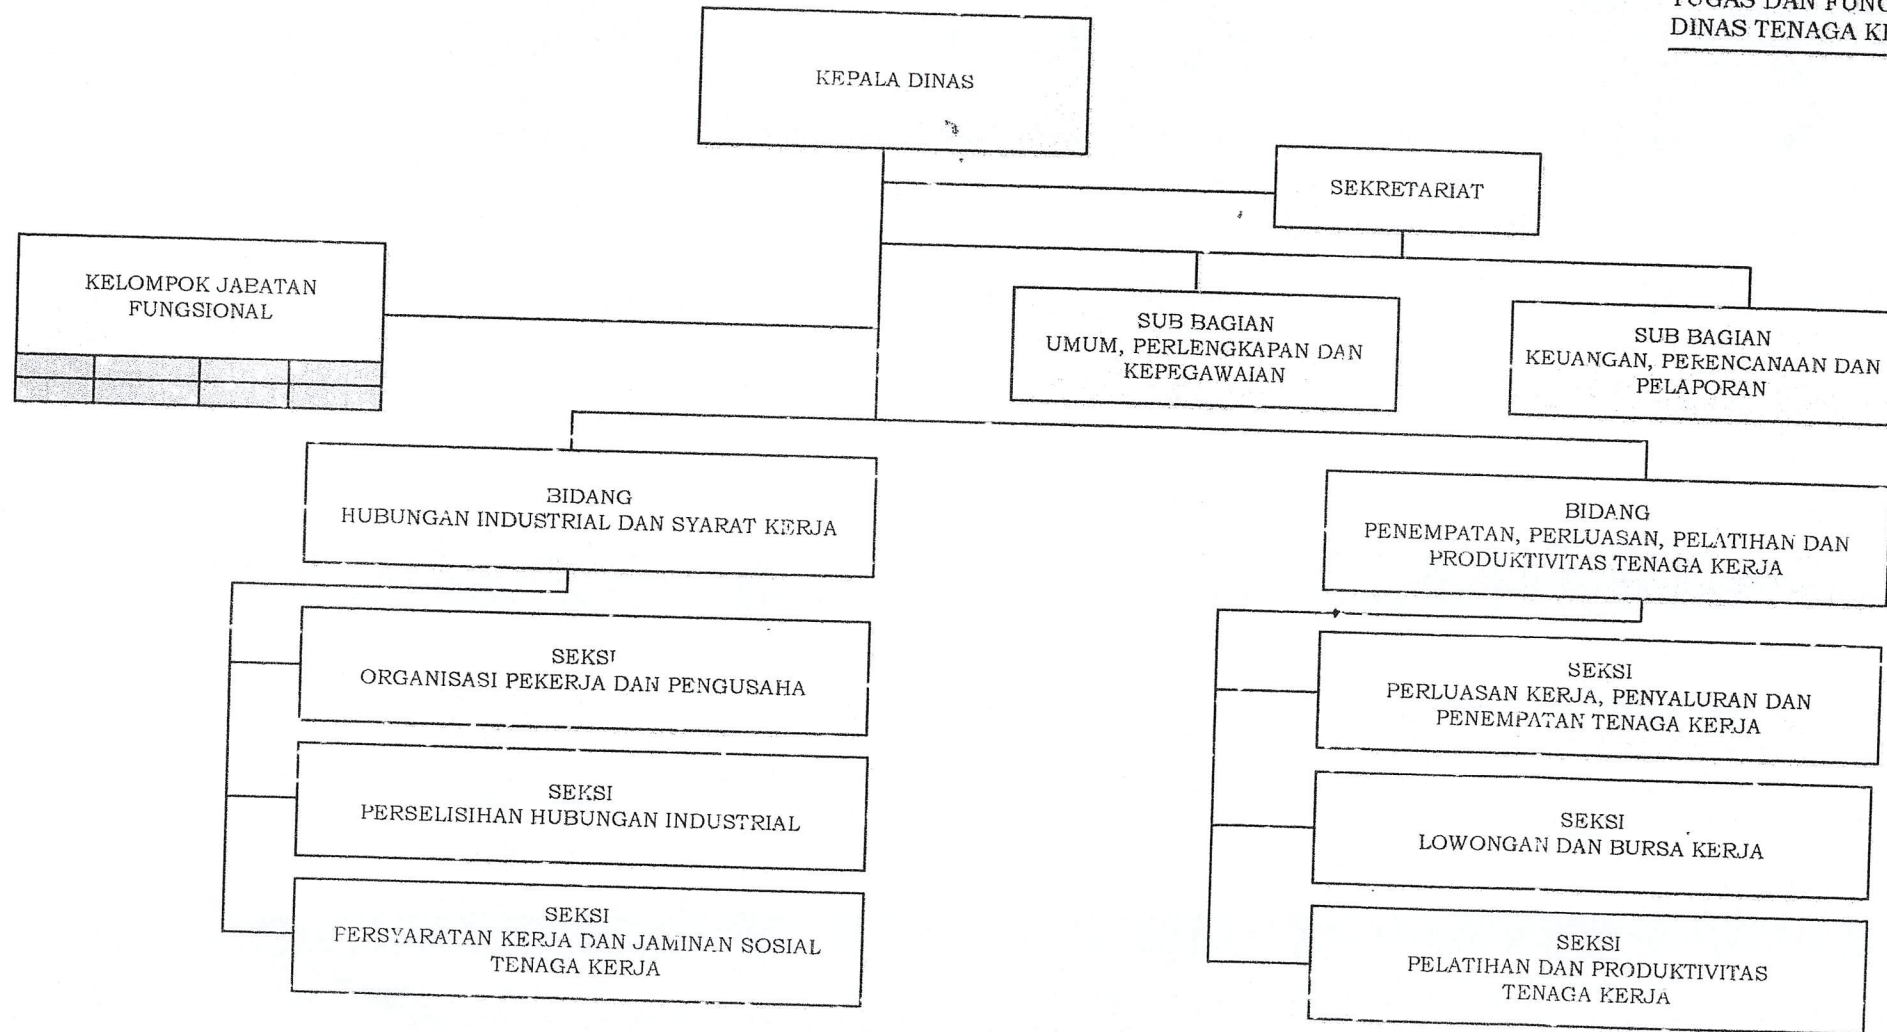 TUGAS DAN
DINAS TENAGA
KEPALA DINAS
SEKRETARIAT
KELOMPOK JABATAN
FUNGSIONAL
SUB BAGIAN
UMUM, PERLENGKAPAN DAN
KEPEGAWAIAN
SUB BAGIAN
KEUANGAN, PERENCANAAN DAN
PELAPORAN
BIDANG
HUBUNGAN INDUSTRIAL DAN SYARAT KERJA
SEKSI
ORGANISASI PEKERJA DAN PENGUSAHA
SEKSI
PERSELISIHAN HUBUNGAN INDUSTRIAL
SEKSI
PERSYARATAN KERJA DAN JAMINAN SOSIAL
TENAGA KERJA
BIDANG
PENEMPATAN, PERLUASAN, PELATIHAN DAN
PRODUKTIVITAS TENAGA KERJA
SEKSI
PERLUASAN KERJA, PENYALURAN DAN
PENEMPATAN TENAGA KERJA
SEKSI
LOWONGAN DAN BURSA KERJA
SEKSI
PELATIHAN DAN PRODUKTIVITAS
TENAGA KERJA